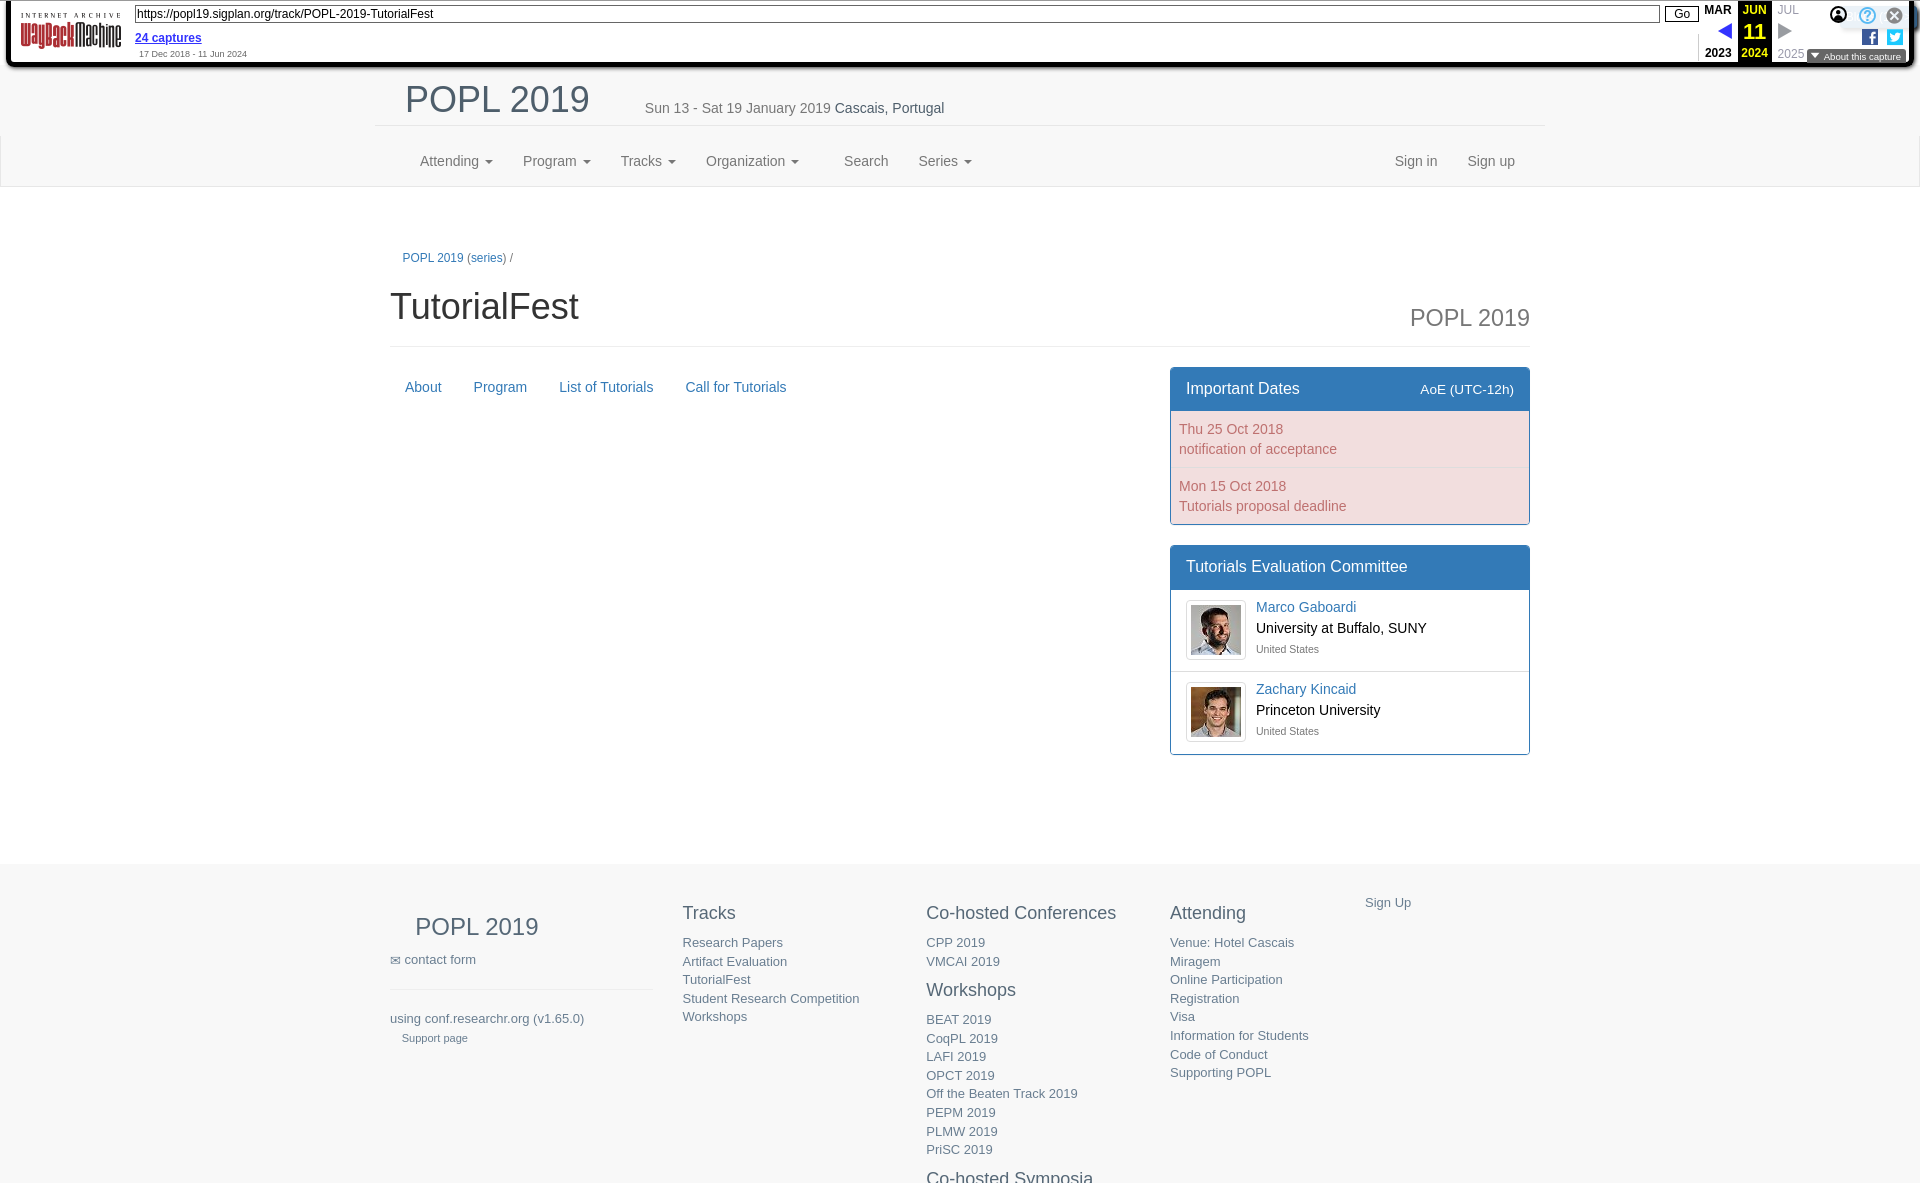 INTERNET ARCHIVE
WayBackMachine
https://popl19.sigplan.org/track/POPL-2019-TutorialFest
Go
MAR
JUN
JUL
24 captures
11
17 Dec 2018 - 11 Jun 2024
2023
2024
2025
About this capture
POPL 2019
Sun 13 - Sat 19 January 2019 Cascais, Portugal
Attending
Program
Tracks
Organization
Search
Series
Sign in
Sign up
POPL 2019 (series) /
TutorialFest
POPL 2019
About
Program
List of Tutorials
Call for Tutorials
Important Dates
AoE (UTC-12h)
Thu 25 Oct 2018
notification of acceptance
Mon 15 Oct 2018
Tutorials proposal deadline
Tutorials Evaluation Committee
Marco Gaboardi
University at Buffalo, SUNY
United States
Zachary Kincaid
Princeton University
United States
POPL 2019
✉ contact form
using conf.researchr.org (v1.65.0)
Support page
Tracks
Research Papers
Artifact Evaluation
TutorialFest
Student Research Competition
Workshops
Co-hosted Conferences
CPP 2019
VMCAI 2019
Workshops
BEAT 2019
CoqPL 2019
LAFI 2019
OPCT 2019
Off the Beaten Track 2019
PEPM 2019
PLMW 2019
PriSC 2019
Co-hosted Symposia
Attending
Venue: Hotel Cascais
Miragem
Online Participation
Registration
Visa
Information for Students
Code of Conduct
Supporting POPL
Sign Up